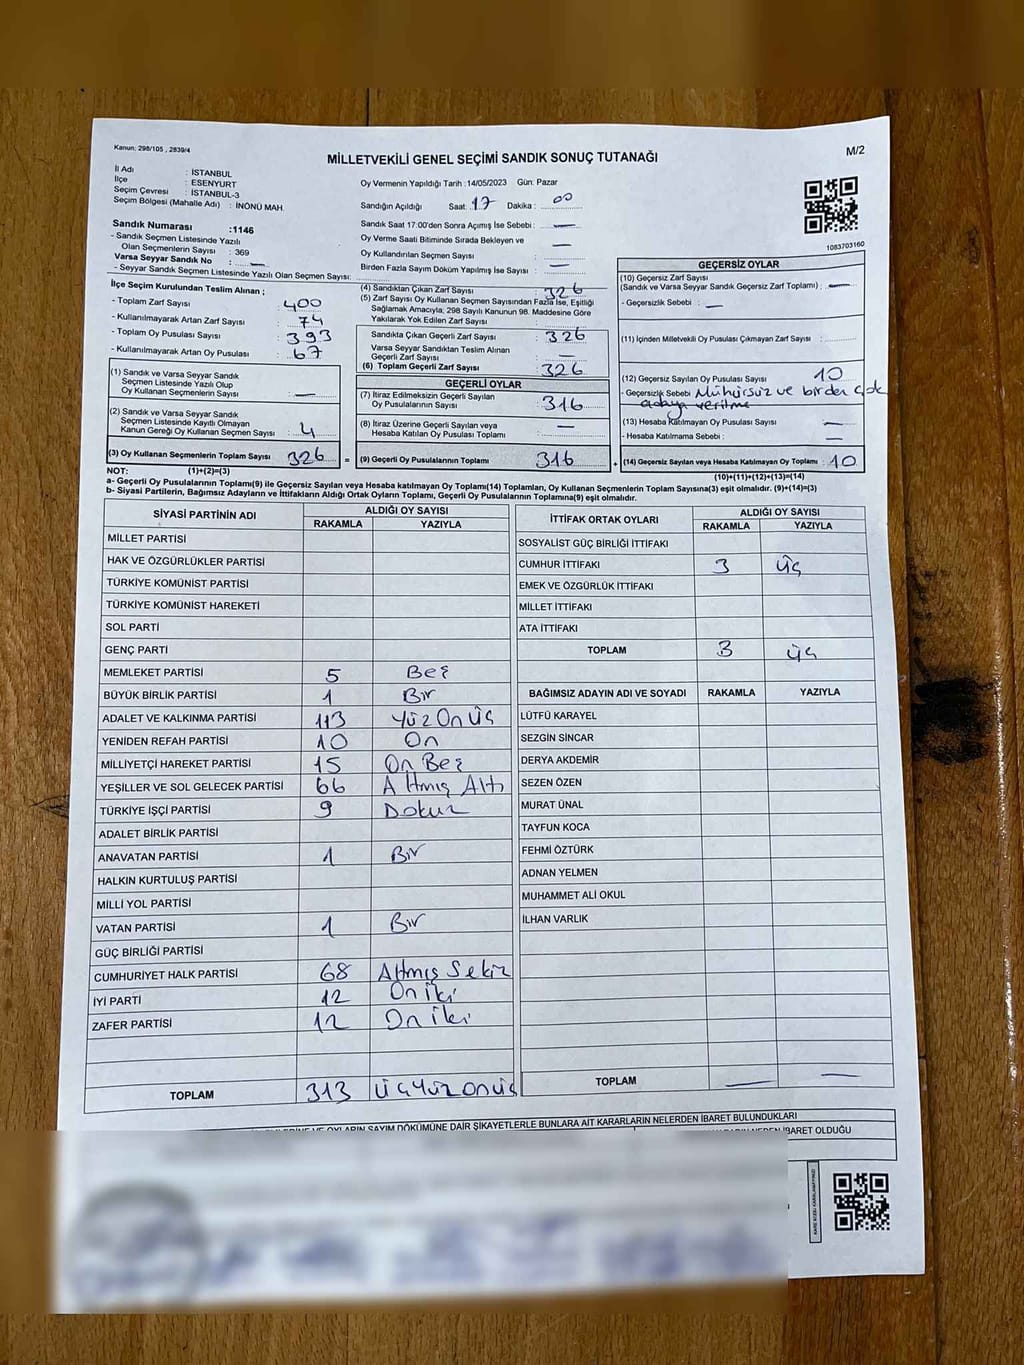 Kanun: 298/105 , 2839/4
MİLLETVEKİLİ GENEL SEÇİMİ SANDIK SONUÇ TUTANAĞI
M/2
İl Adı : İSTANBUL
İlçe : ESENYURT
Seçim Çevresi : İSTANBUL-3
Seçim Bölgesi (Mahalle Adı) : İNÖNÜ MAH.
Oy Vermenin Yapıldığı Tarih :14/05/2023 Gün: Pazar
Sandığın Açıldığı Saat: 17 Dakika : 00
1083703160
Sandık Numarası :1146
- Sandık Seçmen Listesinde Yazılı
Olan Seçmenlerin Sayısı : 369
Varsa Seyyar Sandık No : —
- Seyyar Sandık Seçmen Listesinde Yazılı Olan Seçmen Sayısı:
Sandık Saat 17:00'den Sonra Açımış İse Sebebi : —
Oy Verme Saati Bitiminde Sırada Bekleyen ve
Oy Kullandırılan Seçmen Sayısı —
Birden Fazla Sayım Döküm Yapılmış İse Sayısı : —
İlçe Seçim Kurulundan Teslim Alınan ;
- Toplam Zarf Sayısı : 400
- Kullanılmayarak Artan Zarf Sayısı : 74
- Toplam Oy Pusulası Sayısı : 393
- Kullanılmayarak Artan Oy Pusulası : 67
(4) Sandıktan Çıkan Zarf Sayısı : 326
(5) Zarf Sayısı Oy Kullanan Seçmen Sayısından Fazla İse, Eşitliği
Sağlamak Amacıyla, 298 Sayılı Kanunun 98. Maddesine Göre
Yakılarak Yok Edilen Zarf Sayısı :
Sandıkta Çıkan Geçerli Zarf Sayısı : 326
Varsa Seyyar Sandıktan Teslim Alınan
Geçerli Zarf Sayısı : —
(6) Toplam Geçerli Zarf Sayısı : 326
GEÇERSİZ OYLAR
(10) Geçersiz Zarf Sayısı
(Sandık ve Varsa Seyyar Sandık Geçersiz Zarf Toplamı) : —
- Geçersizlik Sebebi : —
(11) İçinden Milletvekili Oy Pusulası Çıkmayan Zarf Sayısı :
(12) Geçersiz Sayılan Oy Pusulası Sayısı : 10
- Geçersizlik Sebebi Mühürsüz ve birden çok
adaya verilme
(13) Hesaba Katılmayan Oy Pusulası Sayısı : —
- Hesaba Katılmama Sebebi : —
(14) Geçersiz Sayılan veya Hesaba Katılmayan Oy Toplamı : 10
(10)+(11)+(12)+(13)=(14)
(1) Sandık ve Varsa Seyyar Sandık
Seçmen Listesinde Yazılı Olup
Oy Kullanan Seçmenlerin Sayısı : —
(2) Sandık ve Varsa Seyyar Sandık
Seçmen Listesinde Kayıtlı Olmayan
Kanun Gereği Oy Kullanan Seçmen Sayısı : 4
(3) Oy Kullanan Seçmenlerin Toplam Sayısı : 326 =
GEÇERLİ OYLAR
(7) İtiraz Edilmeksizin Geçerli Sayılan
Oy Pusulalarının Sayısı : 316
(8) İtiraz Üzerine Geçerli Sayılan veya
Hesaba Katılan Oy Pusulası Toplamı : —
(9) Geçerli Oy Pusulalarının Toplamı : 316 +
NOT: (1)+(2)=(3)
a- Geçerli Oy Pusulalarının Toplamı(9) ile Geçersiz Sayılan veya Hesaba katılmayan Oy Toplamı(14) Toplamları, Oy Kullanan Seçmenlerin Toplam Sayısına(3) eşit olmalıdır. (9)+(14)=(3)
b- Siyasi Partilerin, Bağımsız Adayların ve İttifakların Aldığı Ortak Oyların Toplamı, Geçerli Oy Pusulalarının Toplamına(9) eşit olmalıdır.
SİYASİ PARTİNİN ADI ALDIĞI OY SAYISI
RAKAMLA YAZIYLA
MİLLET PARTİSİ
HAK VE ÖZGÜRLÜKLER PARTİSİ
TÜRKİYE KOMÜNİST PARTİSİ
TÜRKİYE KOMÜNİST HAREKETİ
SOL PARTİ
GENÇ PARTİ
MEMLEKET PARTİSİ 5 Beş
BÜYÜK BİRLİK PARTİSİ 1 Bir
ADALET VE KALKINMA PARTİSİ 113 Yüz On Üç
YENİDEN REFAH PARTİSİ 10 On
MİLLİYETÇİ HAREKET PARTİSİ 15 On Beş
YEŞİLLER VE SOL GELECEK PARTİSİ 66 Altmış Altı
TÜRKİYE İŞÇİ PARTİSİ 9 Dokuz
ADALET BİRLİK PARTİSİ
ANAVATAN PARTİSİ 1 Bir
HALKIN KURTULUŞ PARTİSİ
MİLLİ YOL PARTİSİ
VATAN PARTİSİ 1 Bir
GÜÇ BİRLİĞİ PARTİSİ
CUMHURİYET HALK PARTİSİ 68 Altmış Sekiz
İYİ PARTİ 12 On iki
ZAFER PARTİSİ 12 On iki
TOPLAM 313 Üç Yüz On üç
İTTİFAK ORTAK OYLARI ALDIĞI OY SAYISI
RAKAMLA YAZIYLA
SOSYALİST GÜÇ BİRLİĞİ İTTİFAKI
CUMHUR İTTİFAKI 3 Üç
EMEK VE ÖZGÜRLÜK İTTİFAKI
MİLLET İTTİFAKI
ATA İTTİFAKI
TOPLAM 3 üç
BAĞIMSIZ ADAYIN ADI VE SOYADI RAKAMLA YAZIYLA
LÜTFÜ KARAYEL
SEZGİN SİNCAR
DERYA AKDEMİR
SEZEN ÖZEN
MURAT ÜNAL
TAYFUN KOCA
FEHMİ ÖZTÜRK
ADNAN YELMEN
MUHAMMET ALİ OKUL
İLHAN VARLIK
TOPLAM — —
VE OYLARIN SAYIM DÖKÜMÜNE DAİR ŞİKAYETLERLE BUNLARA AİT KARARLARIN NELERDEN İBARET BULUNDUKLARI
İBARET OLDUĞU